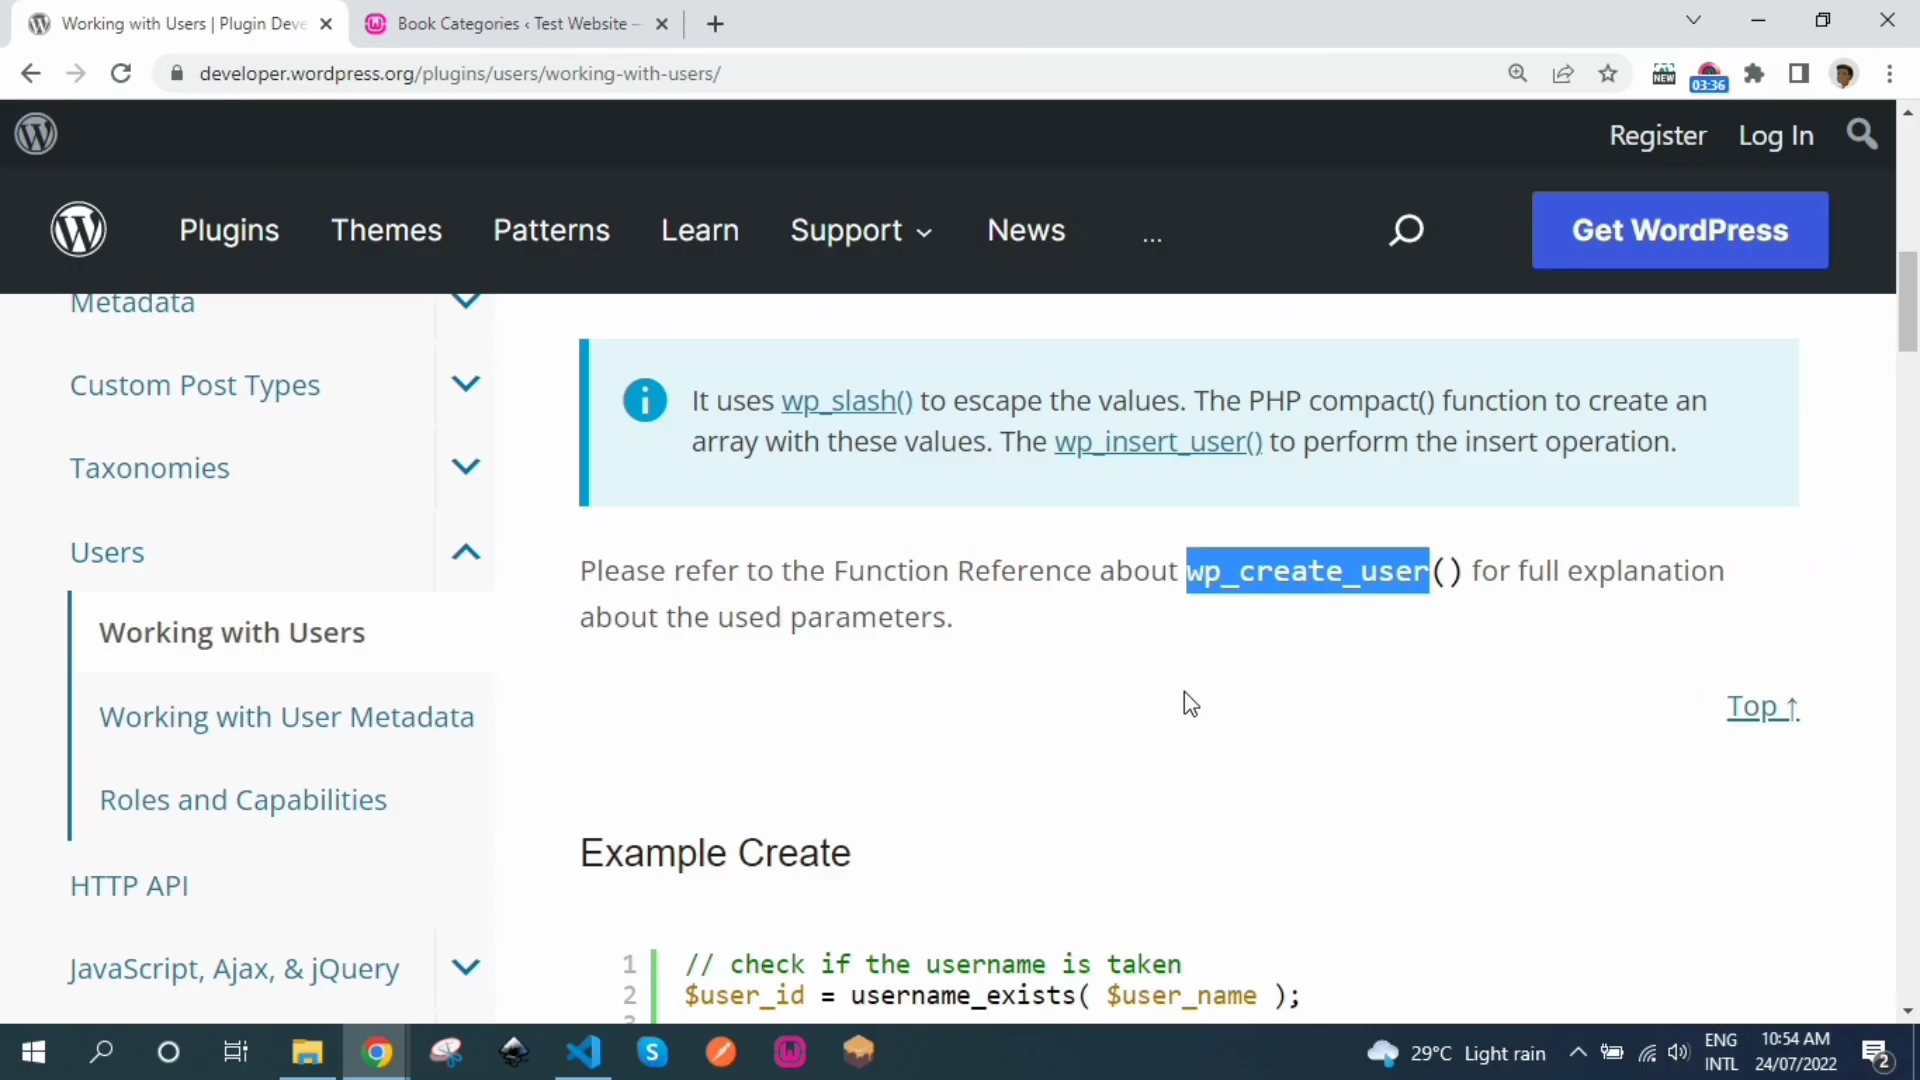 Working with Users | Plugin Deve
Book Categories ‹ Test Website —
developer.wordpress.org/plugins/users/working-with-users/
NEW
03:36
Register
Log In
Plugins
Themes
Patterns
Learn
Support
News
...
Get WordPress
Metadata
Custom Post Types
Taxonomies
Users
Working with Users
Working with User Metadata
Roles and Capabilities
HTTP API
JavaScript, Ajax, & jQuery
It uses wp_slash() to escape the values. The PHP compact() function to create an
array with these values. The wp_insert_user() to perform the insert operation.
Please refer to the Function Reference about wp_create_user() for full explanation
about the used parameters.
Top ↑
Example Create
1 // check if the username is taken
2 $user_id = username_exists( $user_name );
3
29°C Light rain
ENG
INTL
10:54 AM
24/07/2022
2